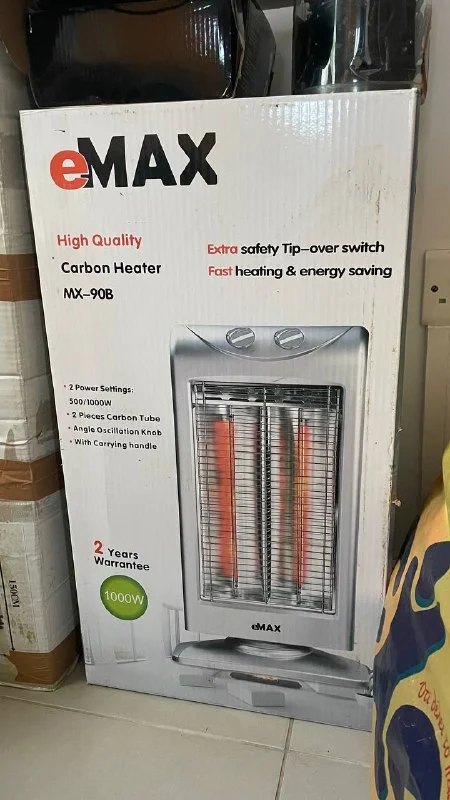 eMAX
High Quality
Carbon Heater
MX-90B
Extra safety Tip-over switch
Fast heating & energy saving
• 2 Power Settings:
500/1000W
• 2 Pieces Carbon Tube
• Angle Oscillation Knob
• With Carrying handle
2 Years
Warrantee
1000W
eMAX
150CM